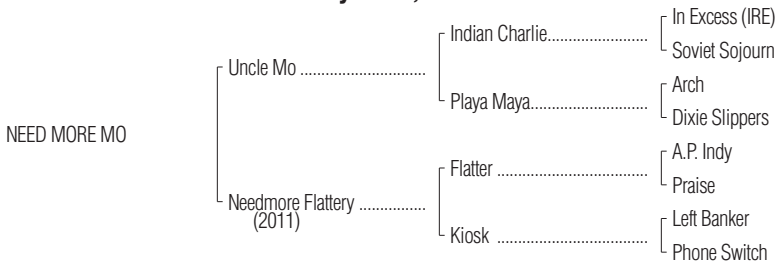 In Excess (IRE)
Indian Charlie
Soviet Sojourn
Uncle Mo
Arch
Playa Maya
Dixie Slippers
NEED MORE MO
A.P. Indy
Flatter
Praise
Needmore Flattery
(2011)
Left Banker
Kiosk
Phone Switch